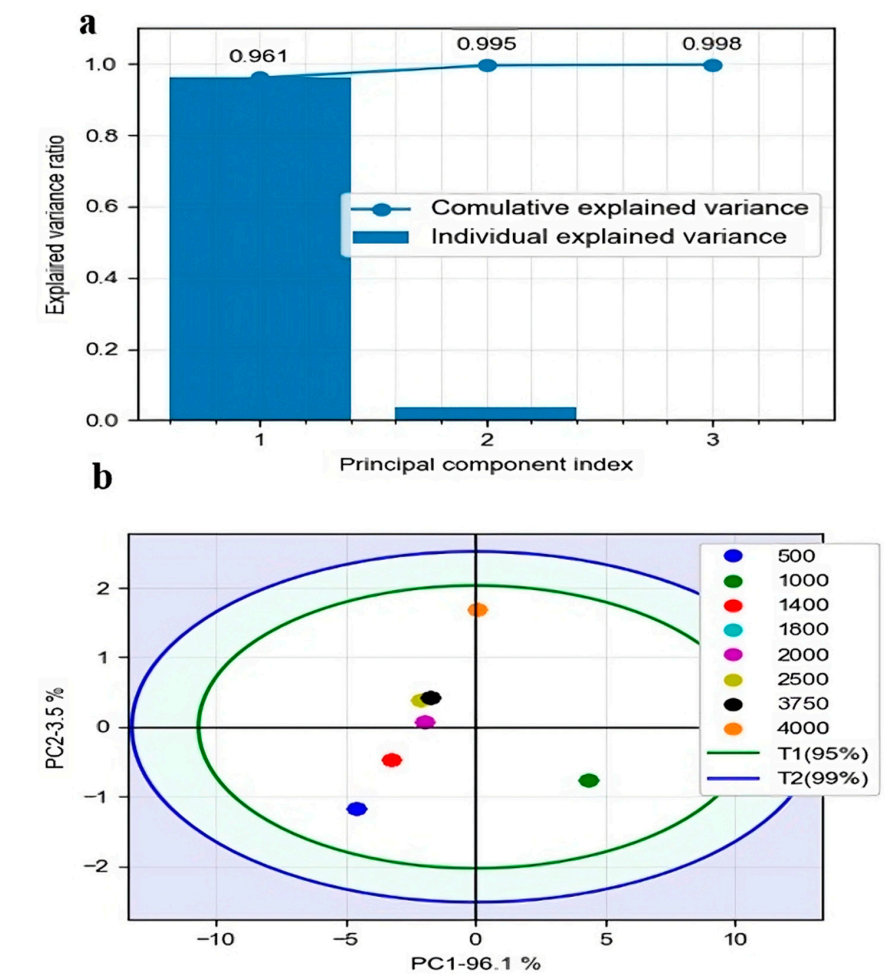 a
0.961
0.995
0.998
1.0
0.8
0.6
0.4
0.2
0.0
Explaired variance ratio
Comulative explained variance
Individual explained variance
1 2 3
Principal component index
b
2
1
0
−1
−2
PC2-3.5 %
500
1000
1400
1800
2000
2500
3750
4000
T1(95%)
T2(99%)
−10 −5 0 5 10
PC1-96.1 %